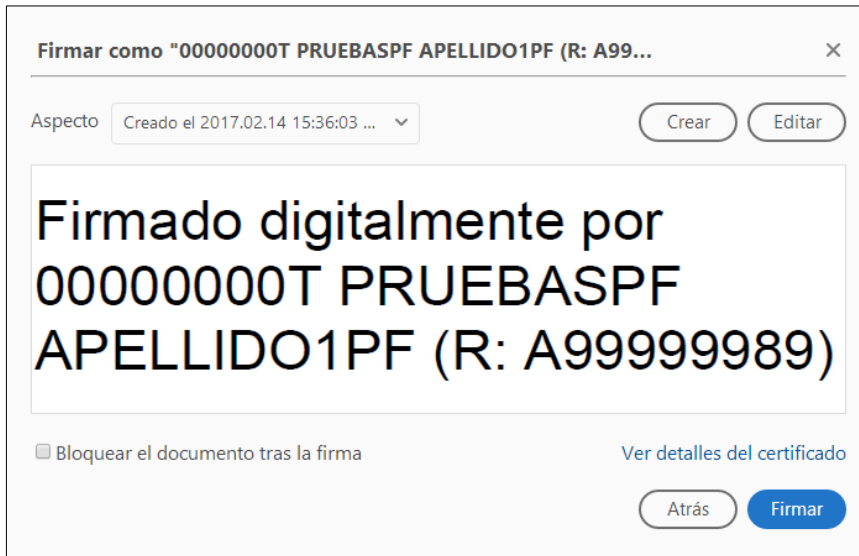 Firmar como "00000000T PRUEBASPF APELLIDO1PF (R: A99...
Aspecto Creado el 2017.02.14 15:36:03 ... Crear Editar
Firmado digitalmente por
00000000T PRUEBASPF
APELLIDO1PF (R: A99999989)
Bloquear el documento tras la firma Ver detalles del certificado
Atrás Firmar